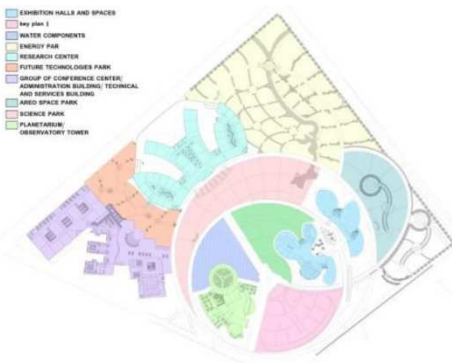 EXHIBITION HALLS AND SPACES
key plan |
WATER COMPONENTS
ENERGY PAR
RESEARCH CENTER
FUTURE TECHNOLOGIES PARK
GROUP OF CONFERENCE CENTER/
ADMINISTRATION BUILDING/ TECHNICAL
AND SERVICES BUILDING
AREO SPACE PARK
SCIENCE PARK
PLANETARIUM/
OBSERVATORY TOWER